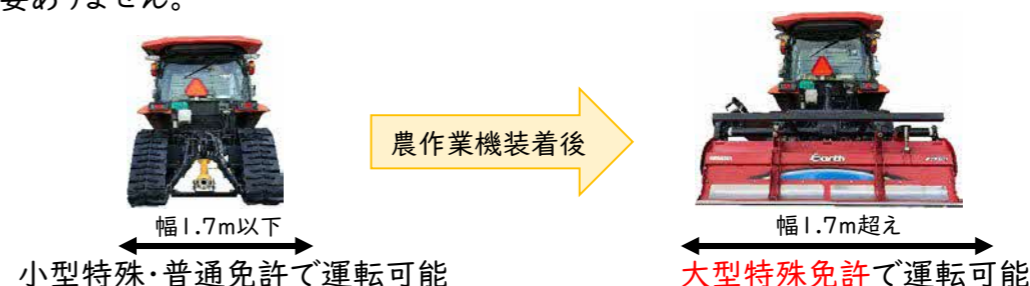 要ありません。
農作業機装着後
Earth
幅1.7m以下
幅1.7m超え
小型特殊・普通免許で運転可能
大型特殊免許で運転可能